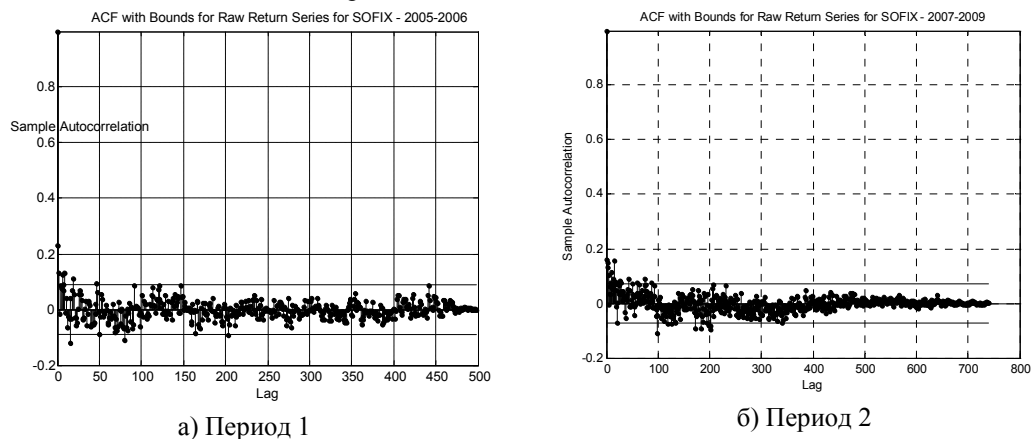 ACF with Bounds for Raw Return Series for SOFIX - 2005-2006
0.8
Sample Autocorrelation
0.6
0.4
0.2
0
-0.2
0 50 100 150 200 250 300 350 400 450 500
Lag
а) Период 1
ACF with Bounds for Raw Return Series for SOFIX - 2007-2009
Sample Autocorrelation
0.8
0.6
0.4
0.2
0
-0.2
0 100 200 300 400 500 600 700 800
Lag
б) Период 2